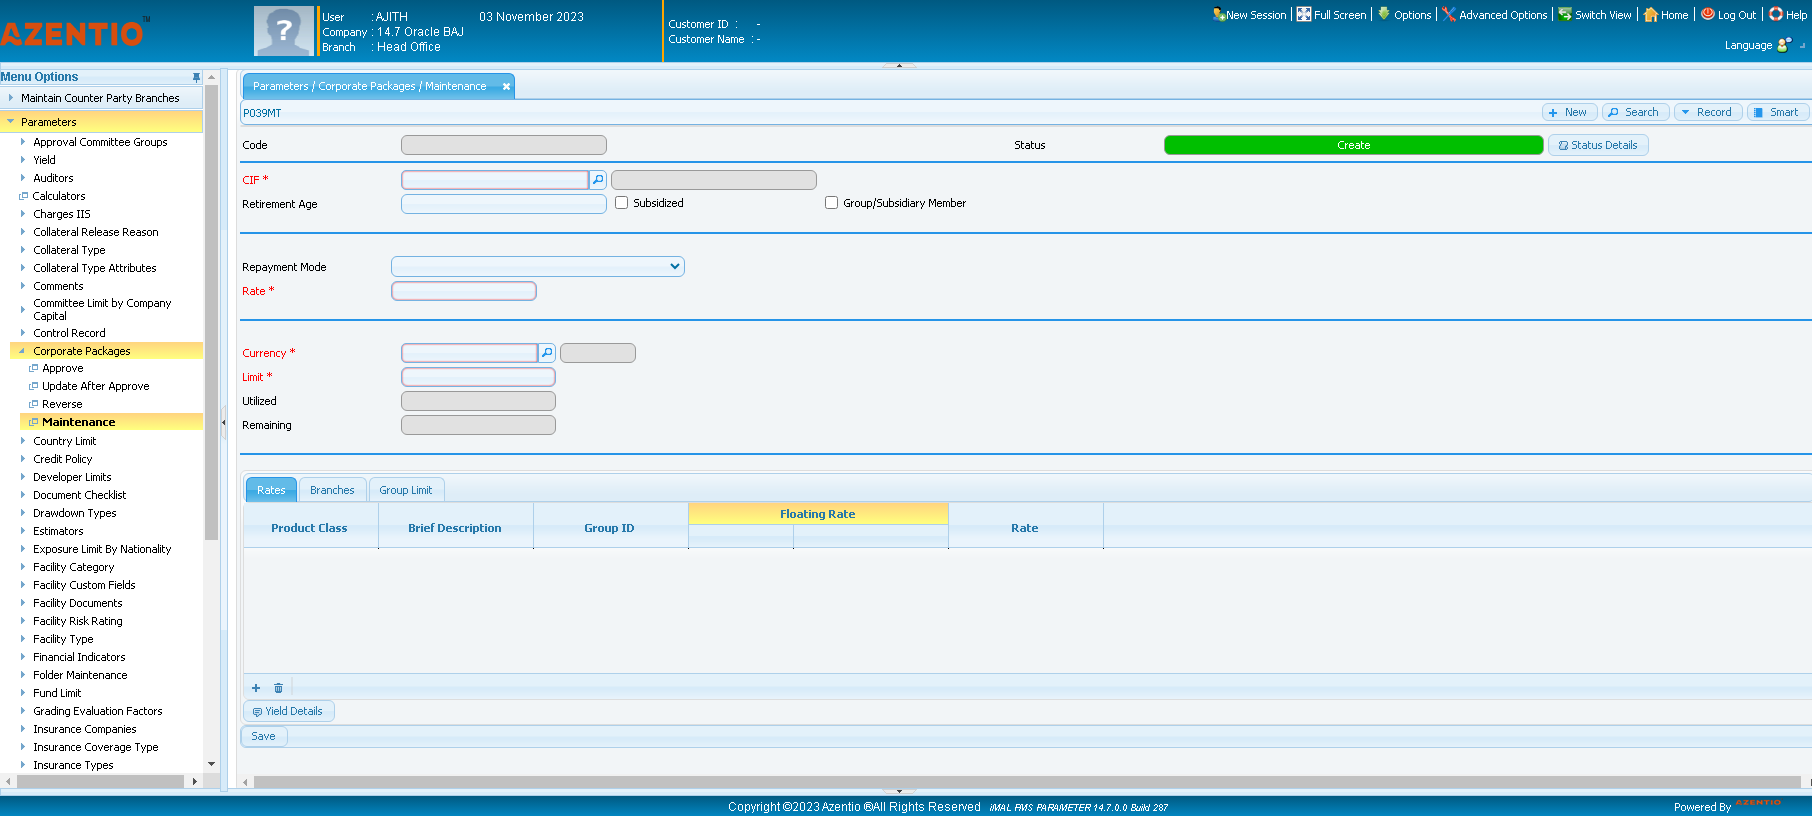 AZENTIO™
User : AJITH 03 November 2023
Company : 14.7 Oracle BAJ
Branch : Head Office
Customer ID : -
Customer Name : -
New Session Full Screen Options Advanced Options Switch View Home Log Out Help
Language
Menu Options
Maintain Counter Party Branches
Parameters
Approval Committee Groups
Yield
Auditors
Calculators
Charges IIS
Collateral Release Reason
Collateral Type
Collateral Type Attributes
Comments
Committee Limit by Company
Capital
Control Record
Corporate Packages
Approve
Update After Approve
Reverse
Maintenance
Country Limit
Credit Policy
Developer Limits
Document Checklist
Drawdown Types
Estimators
Exposure Limit By Nationality
Facility Category
Facility Custom Fields
Facility Documents
Facility Risk Rating
Facility Type
Financial Indicators
Folder Maintenance
Fund Limit
Grading Evaluation Factors
Insurance Companies
Insurance Coverage Type
Insurance Types
Parameters / Corporate Packages / Maintenance
P039MT
New Search Record Smart
Code Status Create Status Details
CIF *
Retirement Age Subsidized Group/Subsidiary Member
Repayment Mode
Rate *
Currency *
Limit *
Utilized
Remaining
Rates Branches Group Limit
Product Class Brief Description Group ID Floating Rate Rate
Yield Details
Save
Copyright ©2023 Azentio ®All Rights Reserved iMAL PMS PARAMETER 14.7.0.0 Build 287
Powered By AZENTIO